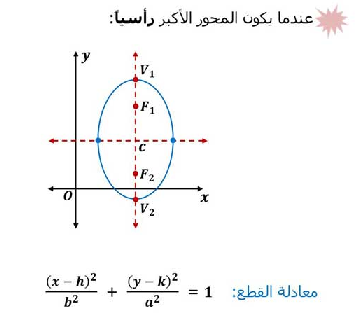 عندما يكون المحور الأكبر رأسياً:
y
V₁
F₁
c
F₂
O
x
V₂
معادلة القطع: (x − h)²/b² + (y − k)²/a² = 1